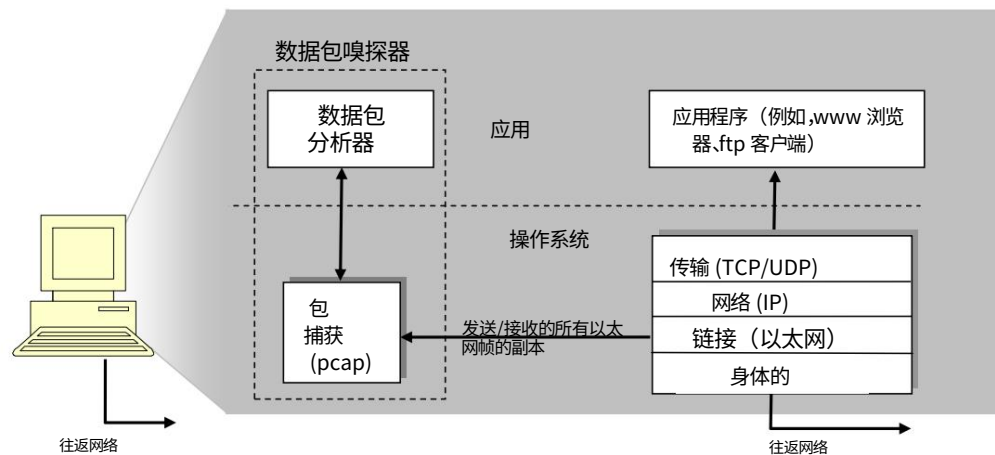 数据包嗅探器
数据包
分析器
应用
应用程序（例如，www 浏览
器、ftp 客户端）
操作系统
包
捕获
(pcap)
发送/接收的所有以太
网帧的副本
传输 (TCP/UDP)
网络 (IP)
链接（以太网）
身体的
往返网络
往返网络